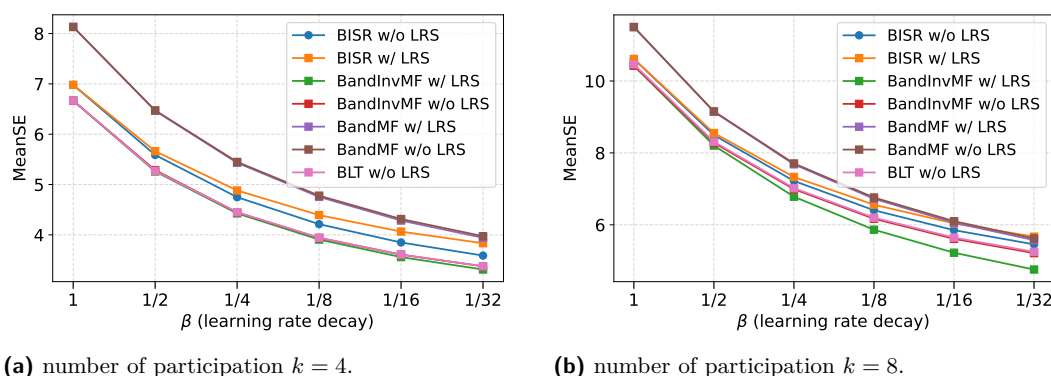 8
7
6
5
4
MeanSE
BISR w/o LRS
BISR w/ LRS
BandInvMF w/ LRS
BandInvMF w/o LRS
BandMF w/ LRS
BandMF w/o LRS
BLT w/o LRS
1 1/2 1/4 1/8 1/16 1/32
β (learning rate decay)
(a) number of participation k = 4.
10
8
6
MeanSE
BISR w/o LRS
BISR w/ LRS
BandInvMF w/ LRS
BandInvMF w/o LRS
BandMF w/ LRS
BandMF w/o LRS
BLT w/o LRS
1 1/2 1/4 1/8 1/16 1/32
β (learning rate decay)
(b) number of participation k = 8.